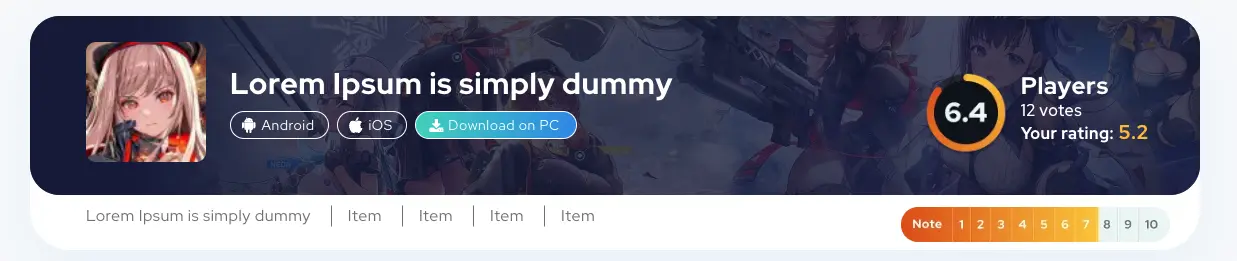 Lorem Ipsum is simply dummy
Android iOS Download on PC
6.4
Players
12 votes
Your rating: 5.2
Lorem Ipsum is simply dummy Item Item Item Item
Note 1 2 3 4 5 6 7 8 9 10